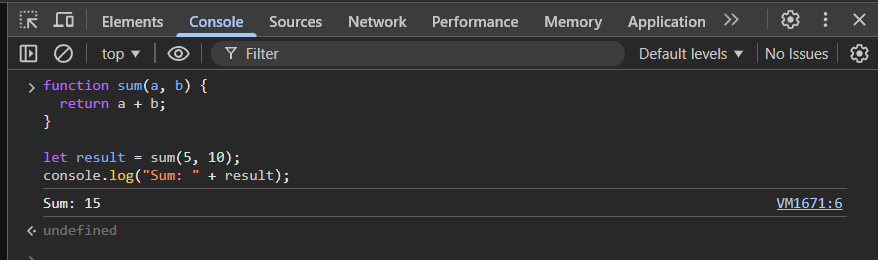 Elements Console Sources Network Performance Memory Application
top Filter Default levels No Issues
function sum(a, b) {
  return a + b;
}
let result = sum(5, 10);
console.log("Sum: " + result);
Sum: 15 VM1671:6
undefined